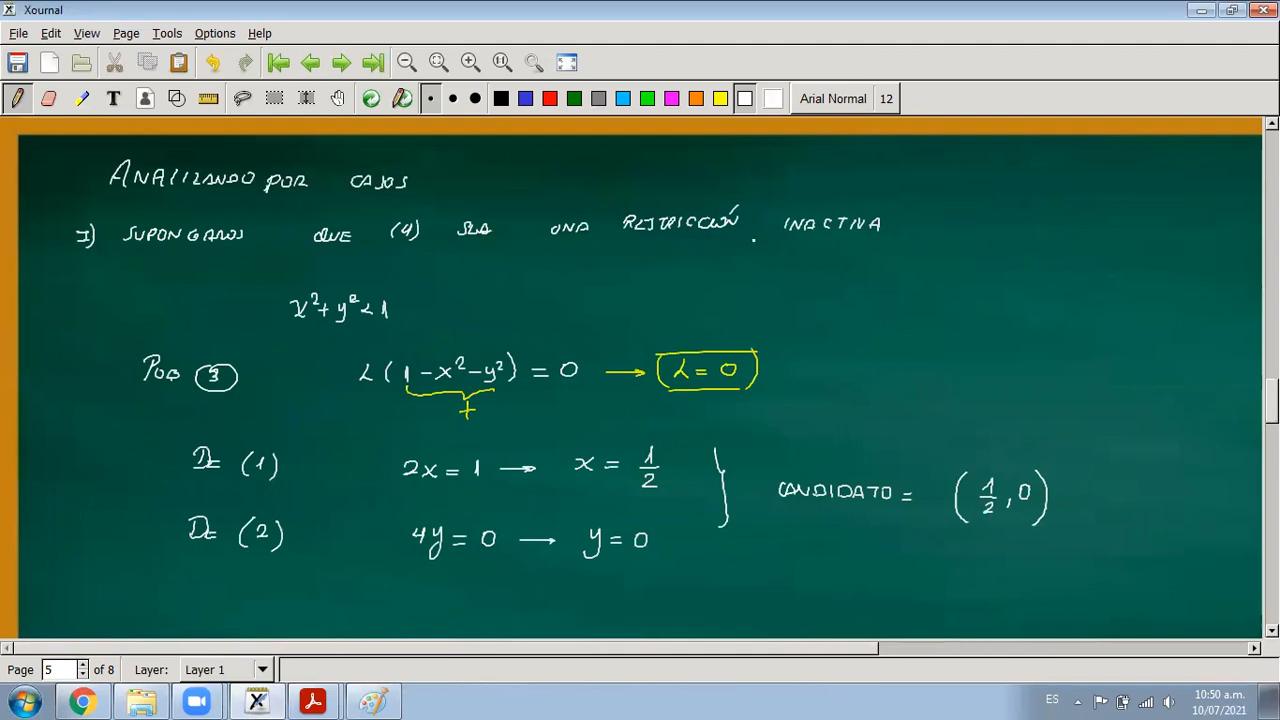 Xournal
File Edit View Page Tools Options Help
Arial Normal 12
ANALIZANDO POR CASOS
I) SUPONGAMOS QUE (4) SEA UNA RESTRICCIÓN INACTIVA
x²+y²<1
POR (3) L(1-x²-y²) = 0 → L = 0
+
DE (1) 2x = 1 → x = 1/2
CANDIDATO = (1/2, 0)
DE (2) 4y = 0 → y = 0
Page 5 of 8 Layer: Layer 1
ES 10:50 a.m.
10/07/2021